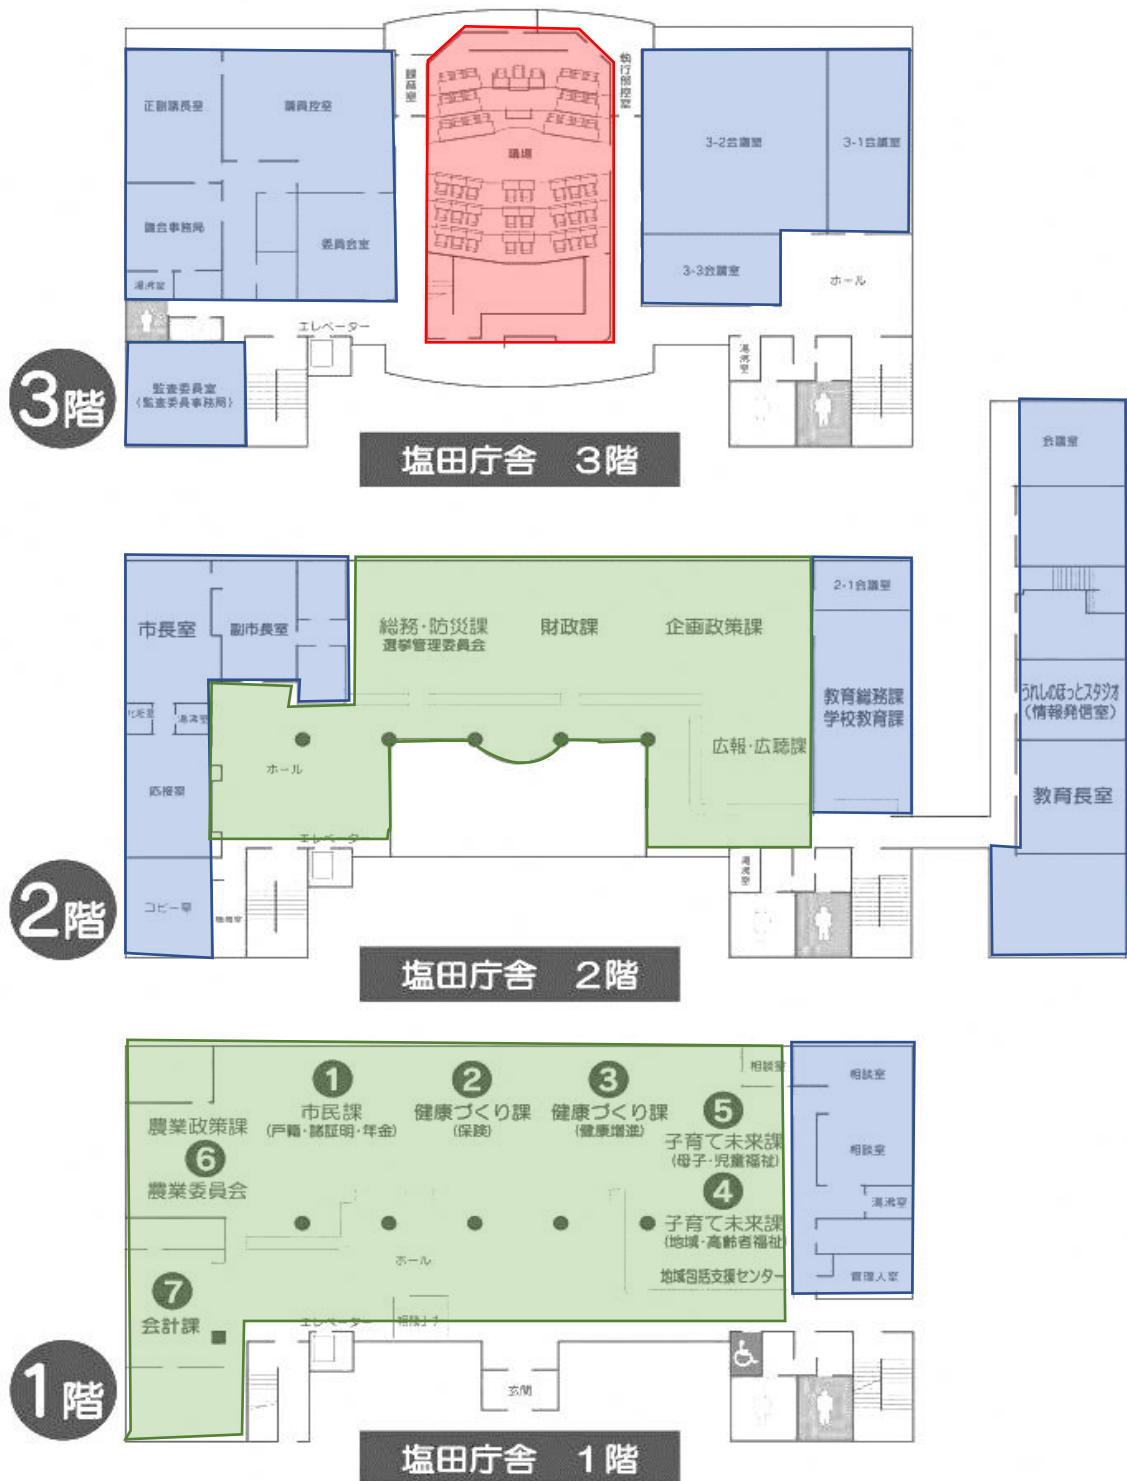 正副議長室
議員控室
録音室
執行部控室
議場
3-2会議室
3-1会議室
議会事務局
委員会室
3-3会議室
湯沸室
ホール
エレベーター
湯沸室
3階
監査委員室
(監査委員事務局)
塩田庁舎 3階
会議室
2-1会議室
市長室
副市長室
総務・防災課
選挙管理委員会
財政課
企画政策課
教育総務課
学校教育課
うれしのほっとスタジオ
(情報発信室)
湯沸室
広報・広聴課
ホール
応接室
教育長室
エレベーター
湯沸室
2階
コピー室
塩田庁舎 2階
相談室
相談室
1
市民課
(戸籍・諸証明・年金)
2
健康づくり課
(保険)
3
健康づくり課
(健康増進)
5
子育て未来課
(母子・児童福祉)
農業政策課
6
農業委員会
相談室
4
子育て未来課
(地域・高齢者福祉)
湯沸室
ホール
地域包括支援センター
管理人室
7
会計課
エレベーター
1階
玄関
塩田庁舎 1階